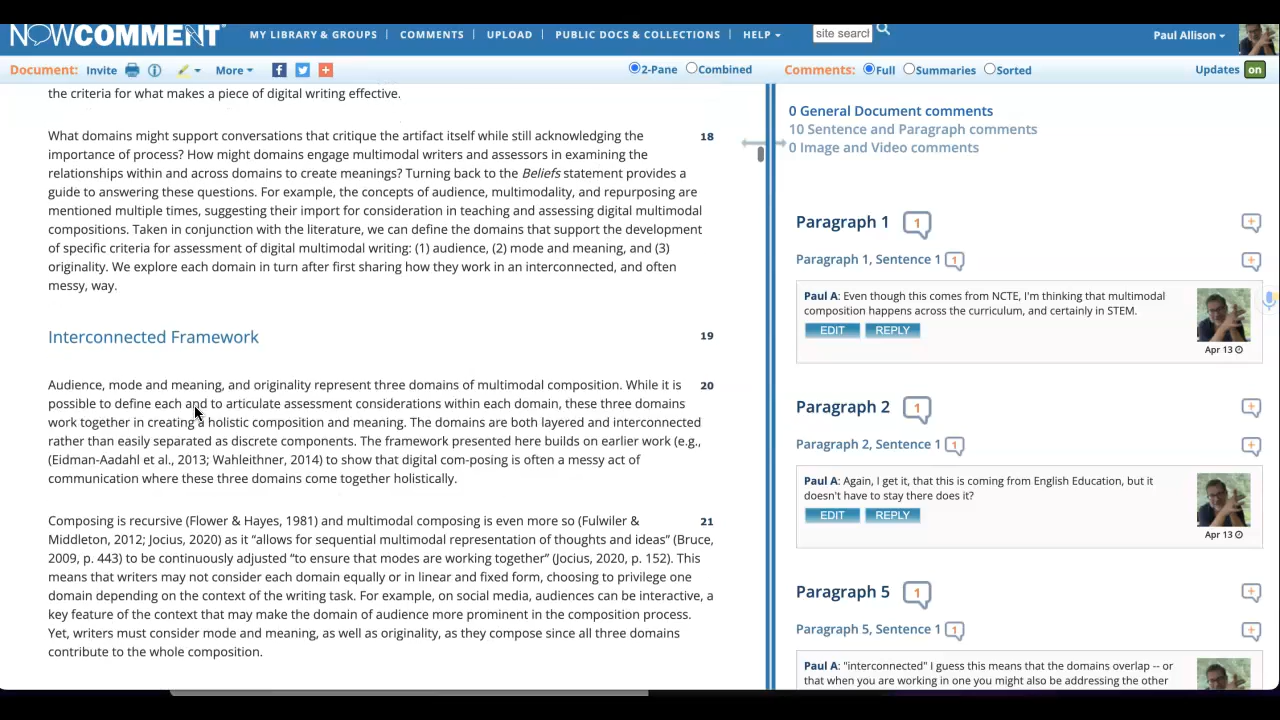 NOWCOMMENT
MY LIBRARY & GROUPS COMMENTS UPLOAD PUBLIC DOCS & COLLECTIONS HELP site search Paul Allison
Document: Invite More 2-Pane Combined Comments: Full Summaries Sorted Updates on
the criteria for what makes a piece of digital writing effective.
What domains might support conversations that critique the artifact itself while still acknowledging the 18
importance of process? How might domains engage multimodal writers and assessors in examining the
relationships within and across domains to create meanings? Turning back to the Beliefs statement provides a
guide to answering these questions. For example, the concepts of audience, multimodality, and repurposing are
mentioned multiple times, suggesting their import for consideration in teaching and assessing digital multimodal
compositions. Taken in conjunction with the literature, we can define the domains that support the development
of specific criteria for assessment of digital multimodal writing: (1) audience, (2) mode and meaning, and (3)
originality. We explore each domain in turn after first sharing how they work in an interconnected, and often
messy, way.
Interconnected Framework 19
Audience, mode and meaning, and originality represent three domains of multimodal composition. While it is 20
possible to define each and to articulate assessment considerations within each domain, these three domains
work together in creating a holistic composition and meaning. The domains are both layered and interconnected
rather than easily separated as discrete components. The framework presented here builds on earlier work (e.g.,
(Eidman-Aadahl et al., 2013; Wahleithner, 2014) to show that digital com-posing is often a messy act of
communication where these three domains come together holistically.
Composing is recursive (Flower & Hayes, 1981) and multimodal composing is even more so (Fulwiler & 21
Middleton, 2012; Jocius, 2020) as it “allows for sequential multimodal representation of thoughts and ideas” (Bruce,
2009, p. 443) to be continuously adjusted “to ensure that modes are working together” (Jocius, 2020, p. 152). This
means that writers may not consider each domain equally or in linear and fixed form, choosing to privilege one
domain depending on the context of the writing task. For example, on social media, audiences can be interactive, a
key feature of the context that may make the domain of audience more prominent in the composition process.
Yet, writers must consider mode and meaning, as well as originality, as they compose since all three domains
contribute to the whole composition.
0 General Document comments
10 Sentence and Paragraph comments
0 Image and Video comments
Paragraph 1 1
Paragraph 1, Sentence 1 1
Paul A: Even though this comes from NCTE, I'm thinking that multimodal
composition happens across the curriculum, and certainly in STEM.
EDIT REPLY
Apr 13
Paragraph 2 1
Paragraph 2, Sentence 1 1
Paul A: Again, I get it, that this is coming from English Education, but it
doesn't have to stay there does it?
EDIT REPLY
Apr 13
Paragraph 5 1
Paragraph 5, Sentence 1 1
Paul A: "interconnected" I guess this means that the domains overlap -- or
that when you are working in one you might also be addressing the other